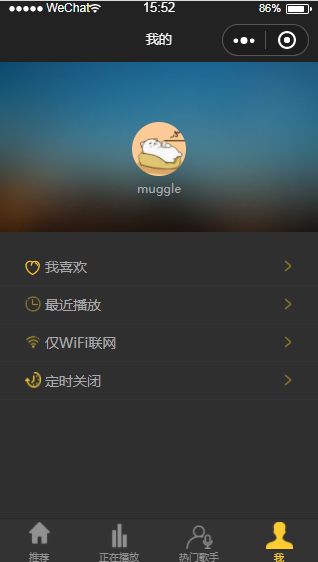 WeChat 15:52 86%
我的
muggle
我喜欢
最近播放
仅WiFi联网
定时关闭
推荐 正在播放 热门歌手 我